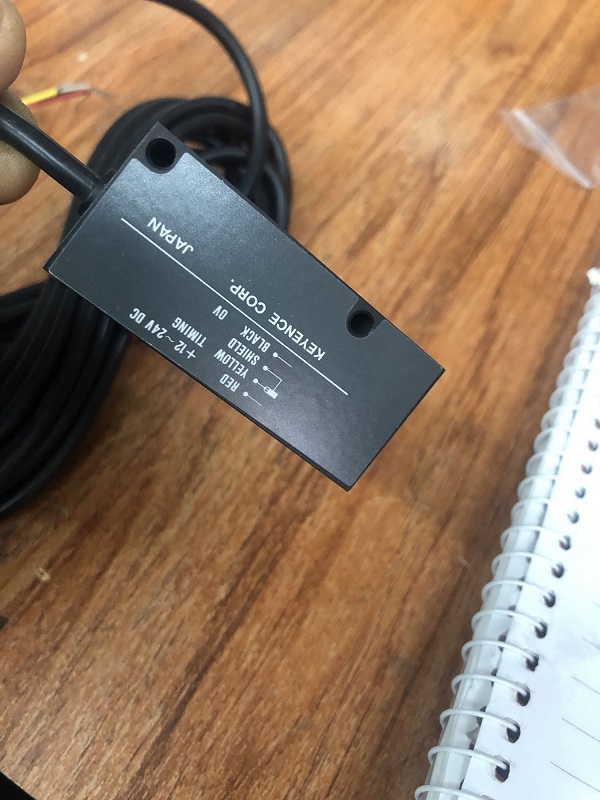 RED +12~24V DC
YELLOW TIMING
SHIELD
BLACK 0V
KEYENCE CORP. JAPAN